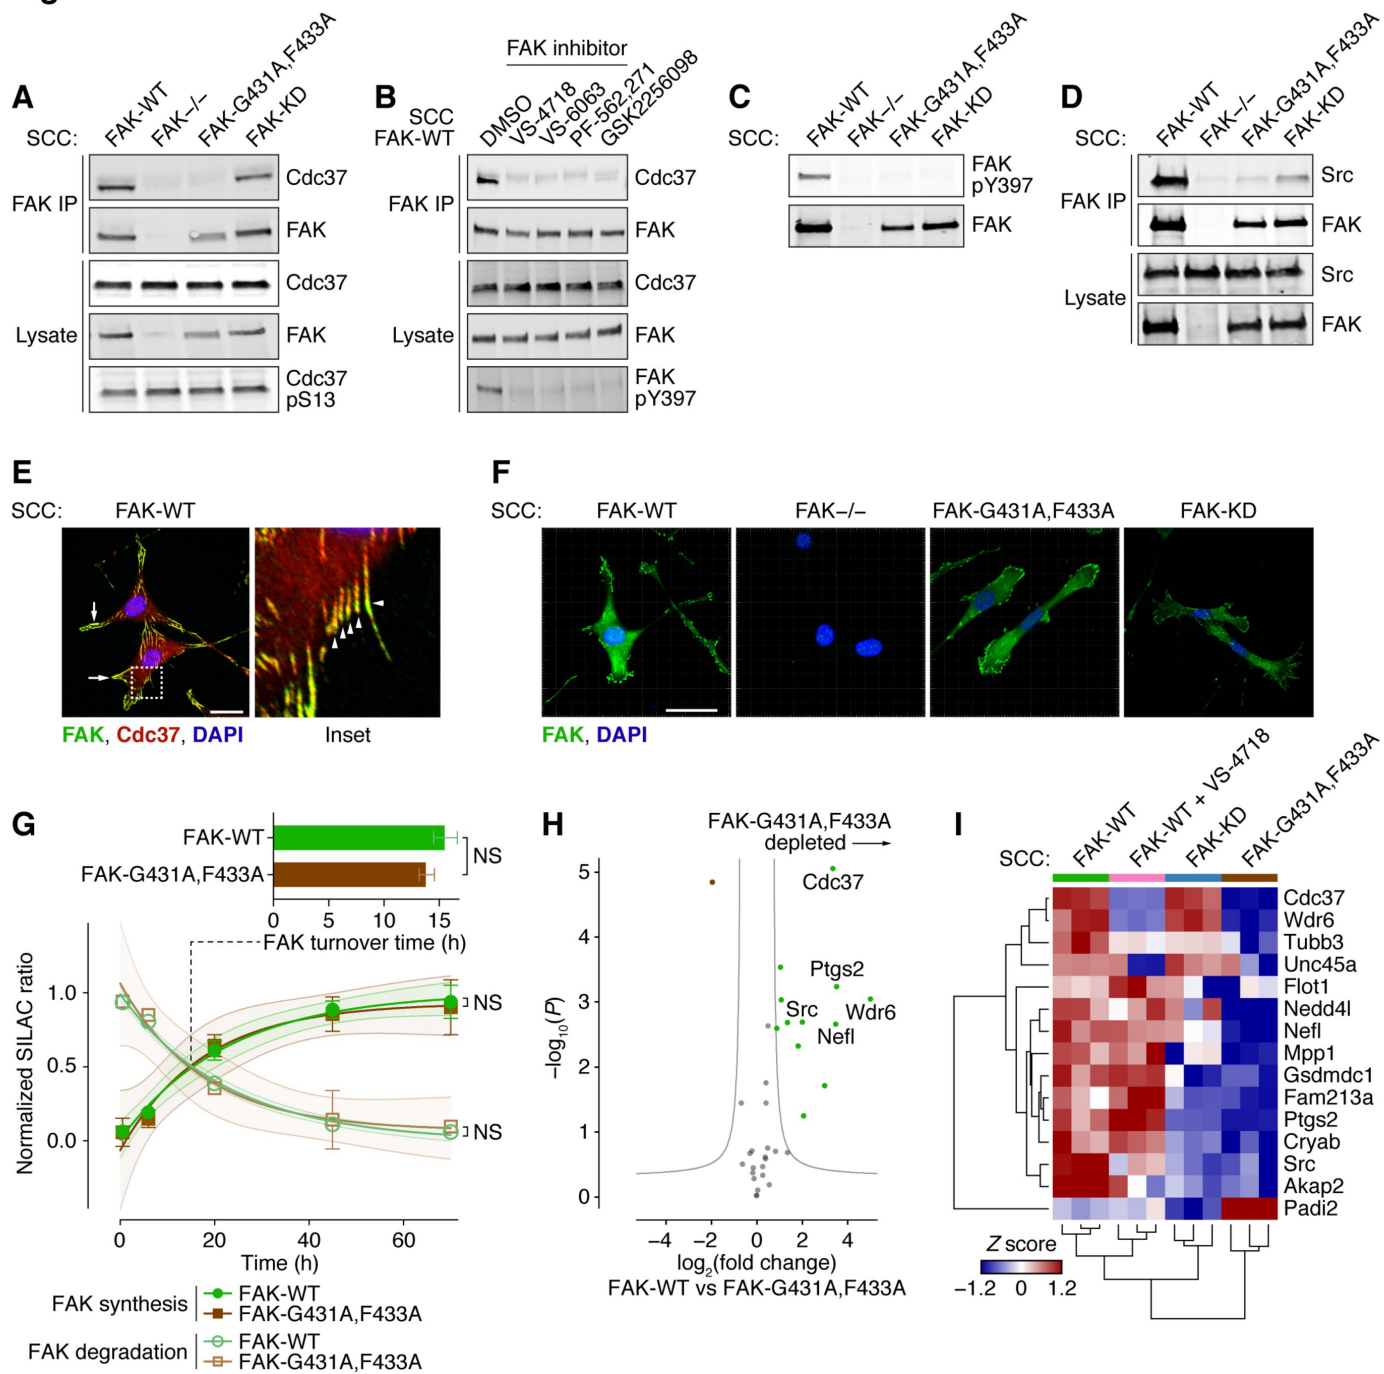 A
SCC:
FAK-WT
FAK−/−
FAK-G431A,F433A
FAK-KD
FAK IP
Cdc37
FAK
Lysate
Cdc37
FAK
Cdc37
pS13
B
FAK inhibitor
SCC
FAK-WT
DMSO
VS-4718
VS-6063
PF-562,271
GSK2256098
FAK IP
Cdc37
FAK
Lysate
Cdc37
FAK
FAK
pY397
C
SCC:
FAK-WT
FAK−/−
FAK-G431A,F433A
FAK-KD
FAK
pY397
FAK
D
SCC:
FAK-WT
FAK−/−
FAK-G431A,F433A
FAK-KD
FAK IP
Src
FAK
Lysate
Src
FAK
E
SCC:
FAK-WT
FAK, Cdc37, DAPI
Inset
F
SCC:
FAK-WT
FAK−/−
FAK-G431A,F433A
FAK-KD
FAK, DAPI
G
FAK-WT
FAK-G431A,F433A
NS
0 5 10 15
FAK turnover time (h)
Normalized SILAC ratio
1.0
0.5
0.0
NS
NS
0 20 40 60
Time (h)
FAK synthesis
FAK-WT
FAK-G431A,F433A
FAK degradation
FAK-WT
FAK-G431A,F433A
H
FAK-G431A,F433A
depleted
−log10(P)
5
4
3
2
1
0
Cdc37
Ptgs2
Src
Wdr6
Nefl
−4 −2 0 2 4
log2(fold change)
FAK-WT vs FAK-G431A,F433A
I
SCC:
FAK-WT
FAK-WT + VS-4718
FAK-KD
FAK-G431A,F433A
Cdc37
Wdr6
Tubb3
Unc45a
Flot1
Nedd4l
Nefl
Mpp1
Gsdmdc1
Fam213a
Ptgs2
Cryab
Src
Akap2
Padi2
Z score
−1.2 0 1.2